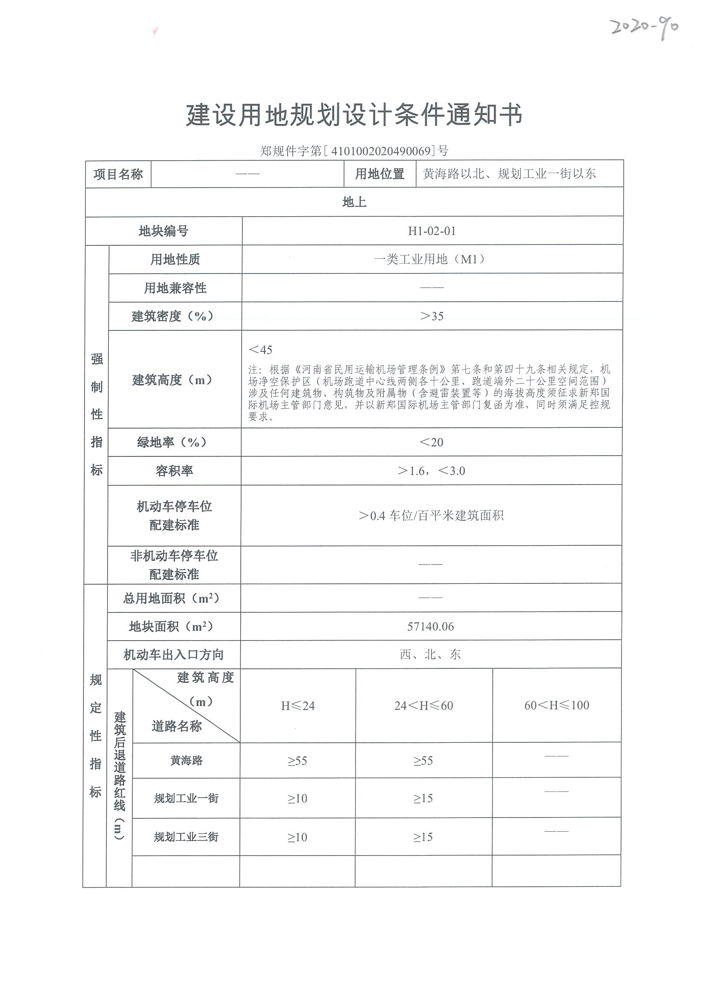 2020-90
建设用地规划设计条件通知书
郑规件字第[ 4101002020490069]号
项目名称 —— 用地位置 黄海路以北、规划工业一街以东
地上
地块编号 H1-02-01
强制性指标
用地性质 一类工业用地（M1）
用地兼容性 ——
建筑密度（%） ＞35
建筑高度（m）
＜45
注：根据《河南省民用运输机场管理条例》第七条和第四十九条相关规定，机
场净空保护区（机场跑道中心线两侧各十公里、跑道端外二十公里空间范围）
涉及任何建筑物、构筑物及附属物（含避雷装置等）的海拔高度须征求新郑国
际机场主管部门意见，并以新郑国际机场主管部门复函为准，同时须满足控规
要求。
绿地率（%） ＜20
容积率 ＞1.6，＜3.0
机动车停车位
配建标准
＞0.4 车位/百平米建筑面积
非机动车停车位
配建标准
——
规定性指标
总用地面积（m²） ——
地块面积（m²） 57140.06
机动车出入口方向 西、北、东
建筑后退道路红线（m）
建筑高度
（m）
道路名称
H≤24 24＜H≤60 60＜H≤100
黄海路 ≥55 ≥55 ——
规划工业一街 ≥10 ≥15 ——
规划工业三街 ≥10 ≥15 ——